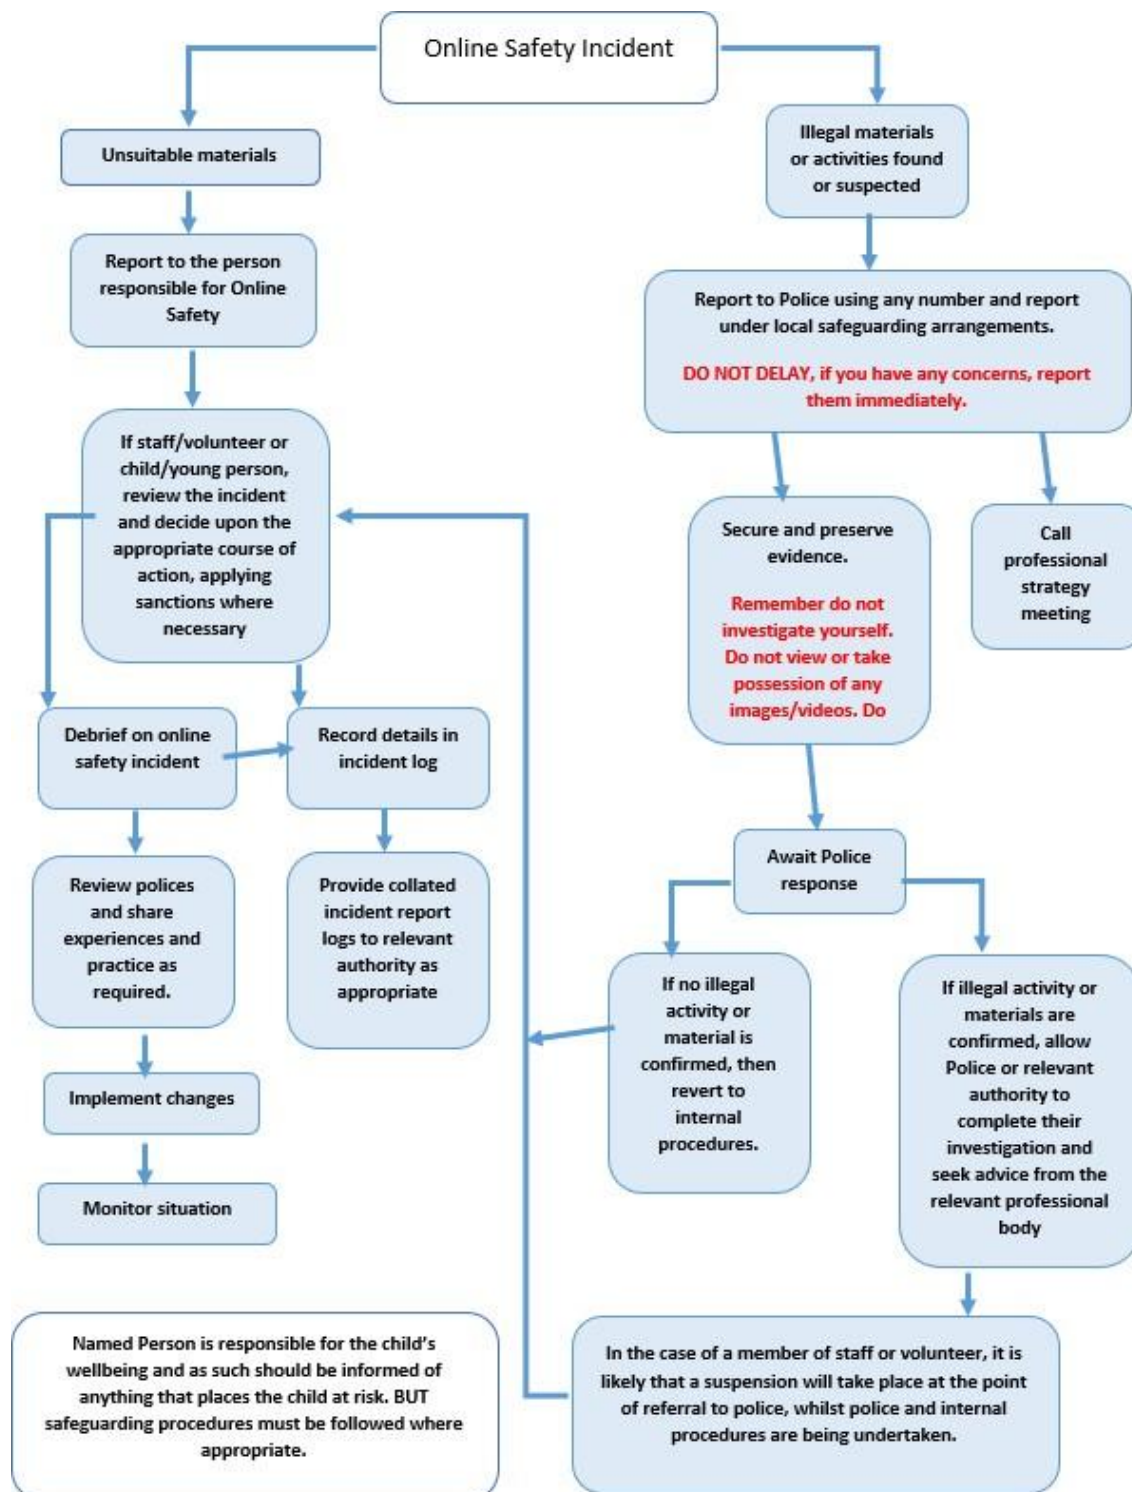 Online Safety Incident
Unsuitable materials
Illegal materials
or activities found
or suspected
Report to the person
responsible for Online
Safety
Report to Police using any number and report
under local safeguarding arrangements.
DO NOT DELAY, if you have any concerns, report
them immediately.
If staff/volunteer or
child/young person,
review the incident
and decide upon the
appropriate course of
action, applying
sanctions where
necessary
Secure and preserve
evidence.
Remember do not
investigate yourself.
Do not view or take
possession of any
images/videos. Do
Call
professional
strategy
meeting
Debrief on online
safety incident
Record details in
incident log
Await Police
response
Review polices
and share
experiences and
practice as
required.
Provide collated
incident report
logs to relevant
authority as
appropriate
If no illegal
activity or
material is
confirmed, then
revert to
internal
procedures.
If illegal activity or
materials are
confirmed, allow
Police or relevant
authority to
complete their
investigation and
seek advice from the
relevant professional
body
Implement changes
Monitor situation
Named Person is responsible for the child’s
wellbeing and as such should be informed of
anything that places the child at risk. BUT
safeguarding procedures must be followed where
appropriate.
In the case of a member of staff or volunteer, it is
likely that a suspension will take place at the point
of referral to police, whilst police and internal
procedures are being undertaken.